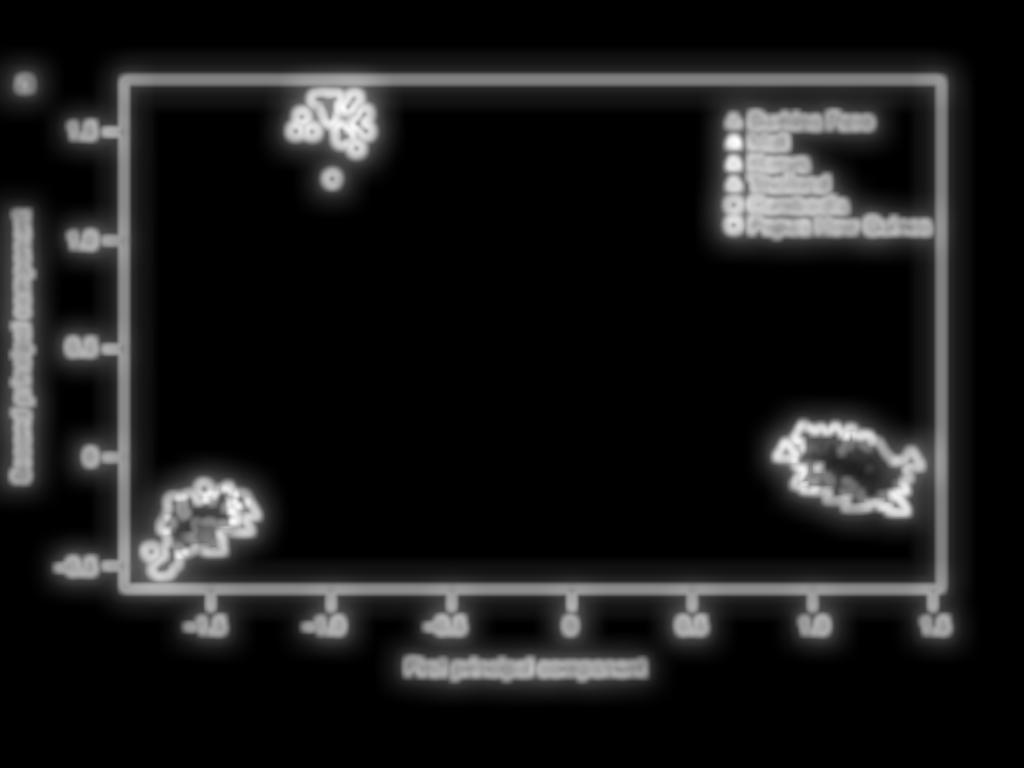 1.5
1.0
0.5
0
-0.5
Second principal component
Burkina Faso
Mali
Kenya
Thailand
Cambodia
Papua New Guinea
-1.5 -1.0 -0.5 0 0.5 1.0 1.5
First principal component